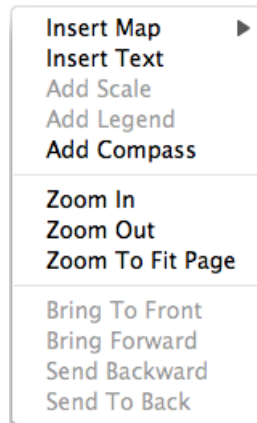 Insert Map
Insert Text
Add Scale
Add Legend
Add Compass
Zoom In
Zoom Out
Zoom To Fit Page
Bring To Front
Bring Forward
Send Backward
Send To Back